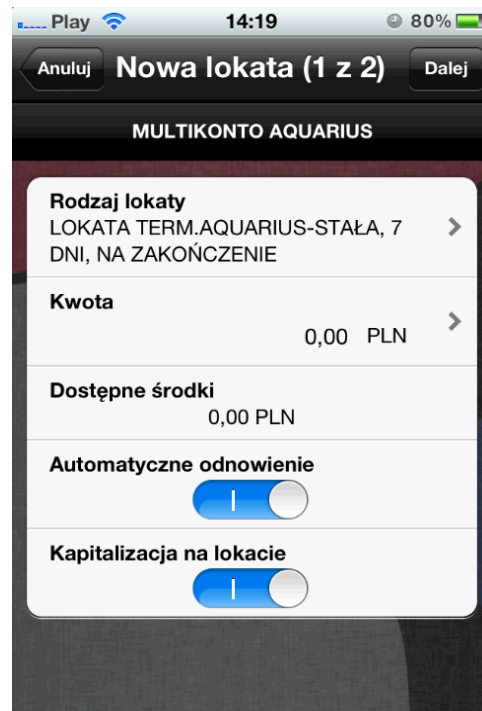 Play 14:19 80%
Anuluj Nowa lokata (1 z 2) Dalej
MULTIKONTO AQUARIUS
Rodzaj lokaty
LOKATA TERM.AQUARIUS-STAŁA, 7
DNI, NA ZAKOŃCZENIE
Kwota
0,00 PLN
Dostępne środki
0,00 PLN
Automatyczne odnowienie
Kapitalizacja na lokacie